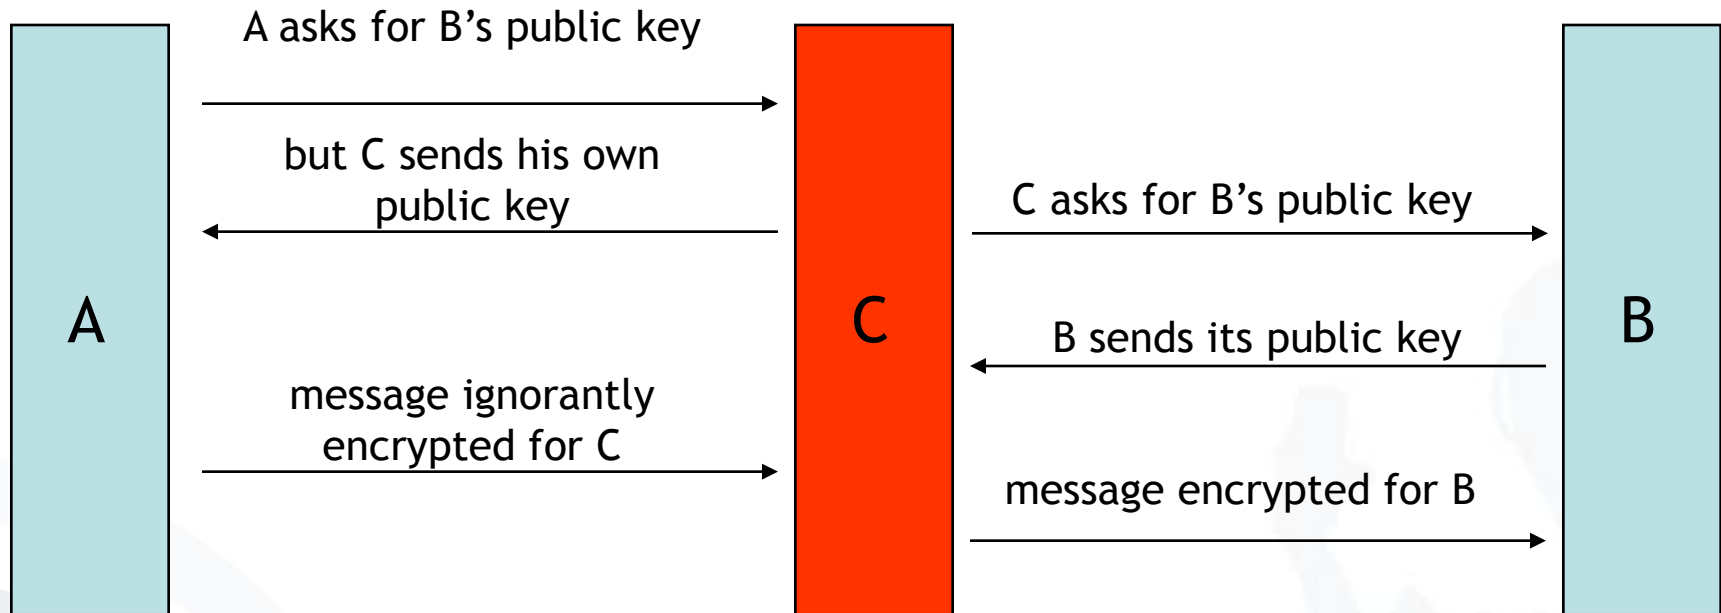 A asks for B’s public key
but C sends his own
public key
C asks for B’s public key
A
C
B
B sends its public key
message ignorantly
encrypted for C
message encrypted for B